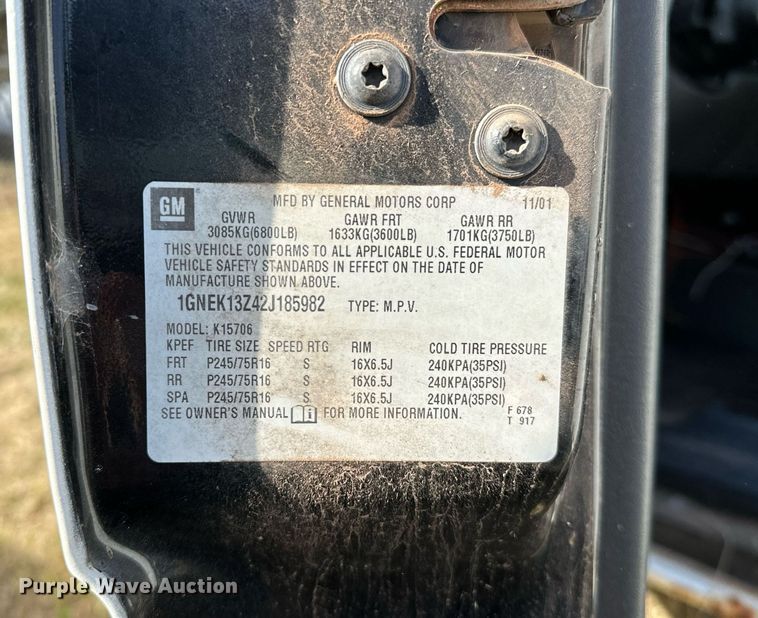 GM MFD BY GENERAL MOTORS CORP 11/01
GVWR GAWR FRT GAWR RR
3085KG(6800LB) 1633KG(3600LB) 1701KG(3750LB)
THIS VEHICLE CONFORMS TO ALL APPLICABLE U.S. FEDERAL MOTOR
VEHICLE SAFETY STANDARDS IN EFFECT ON THE DATE OF
MANUFACTURE SHOWN ABOVE.
1GNEK13Z42J185982 TYPE: M.P.V.
MODEL: K15706
KPEF TIRE SIZE SPEED RTG RIM COLD TIRE PRESSURE
FRT P245/75R16 S 16X6.5J 240KPA(35PSI)
RR P245/75R16 S 16X6.5J 240KPA(35PSI)
SPA P245/75R16 S 16X6.5J 240KPA(35PSI)
SEE OWNER'S MANUAL FOR MORE INFORMATION. F 678
T 917
Purple Wave Auction